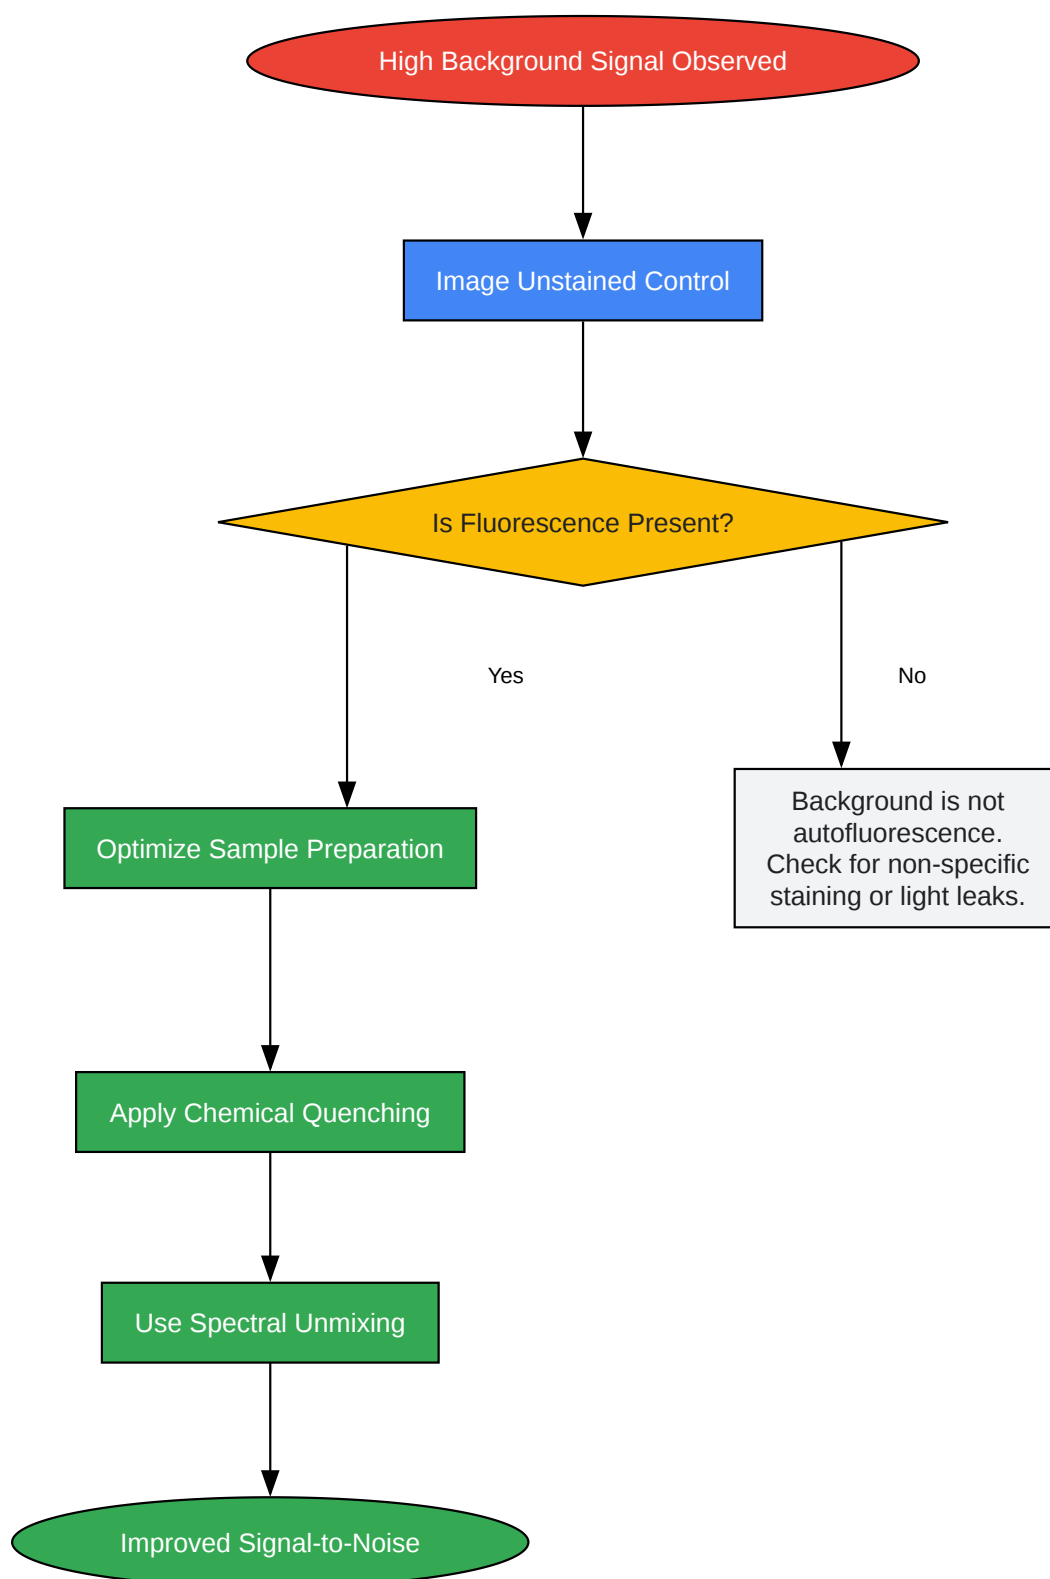 High Background Signal Observed
Image Unstained Control
Is Fluorescence Present?
Yes
No
Background is not
autofluorescence.
Check for non-specific
staining or light leaks.
Optimize Sample Preparation
Apply Chemical Quenching
Use Spectral Unmixing
Improved Signal-to-Noise